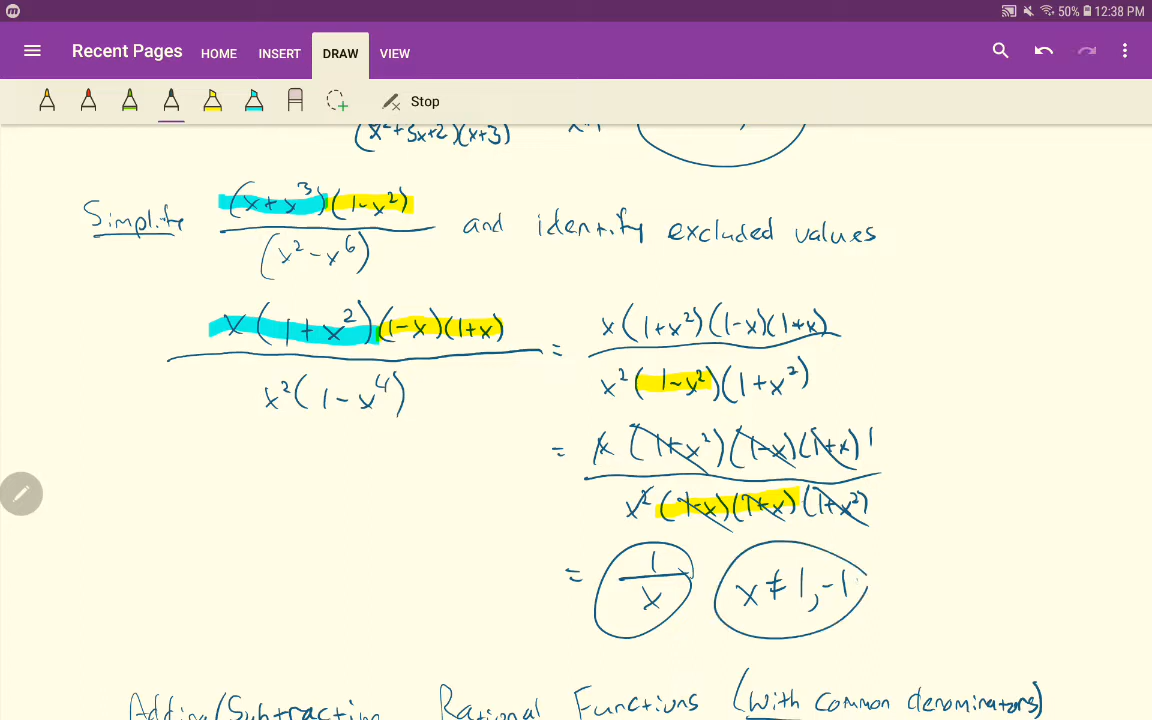 m 50% 12:38 PM
Recent Pages HOME INSERT DRAW VIEW
Stop
(x²+3x+2)(x+3)
Simplify (x+x³)(1-x²) / (x²-x⁶) and identify excluded values
x(1+x²)(1-x)(1+x) / x²(1-x⁴) = x(1+x²)(1-x)(1+x) / x²(1-x²)(1+x²)
= x(1+x²)(1-x)(1+x) 1 / x²(1-x)(1+x)(1+x²)
= 1/x x≠1,-1
Adding/Subtracting Rational Functions (with common denominators)